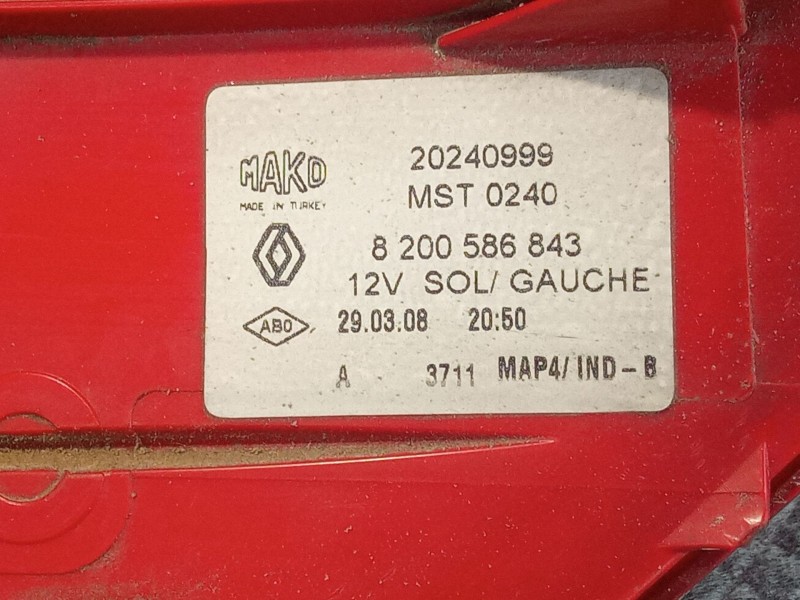 MAKO
MADE IN TURKEY
20240999
MST 0240
8 200 586 843
12V SOL/ GAUCHE
ABO 29.03.08 20:50
A 3711 MAP4/ IND-B